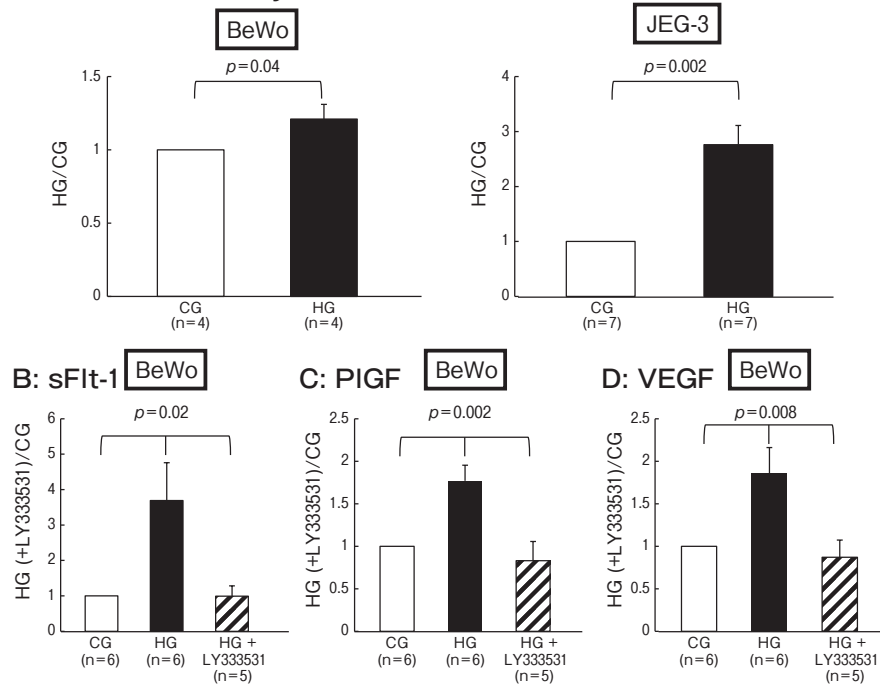 BeWo
JEG-3
p=0.04
p=0.002
1.5
1
0.5
0
HG/CG
4
3
2
1
0
HG/CG
CG
(n=4)
HG
(n=4)
CG
(n=7)
HG
(n=7)
B: sFlt-1 BeWo
C: PlGF BeWo
D: VEGF BeWo
p=0.02
p=0.002
p=0.008
6
5
4
3
2
1
0
HG (+LY333531)/CG
2.5
2
1.5
1
0.5
0
HG (+LY333531)/CG
2.5
2
1.5
1
0.5
0
HG (+LY333531)/CG
CG
(n=6)
HG
(n=6)
HG +
LY333531
(n=5)
CG
(n=6)
HG
(n=6)
HG +
LY333531
(n=5)
CG
(n=6)
HG
(n=6)
HG +
LY333531
(n=5)